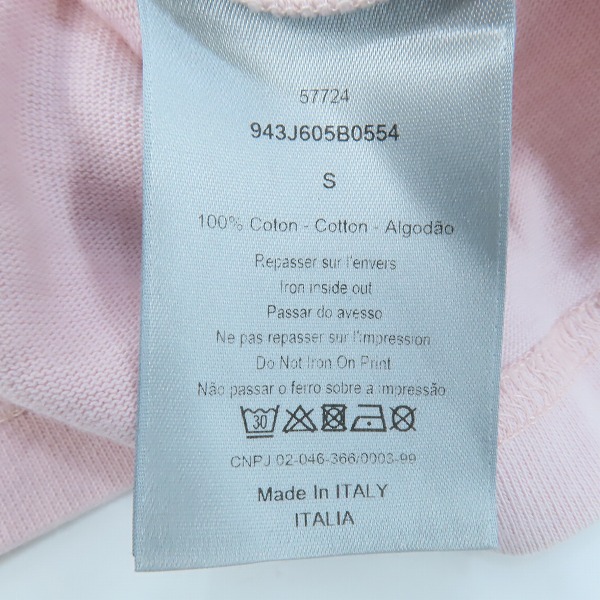 57724
943J605B0554
S
100% Coton - Cotton - Algodão
Repasser sur l'envers
Iron inside out
Passar do avesso
Ne pas repasser sur l'impression
Do Not Iron On Print
Não passar o ferro sobre a impressão
30
CNPJ 02-046-366/0003-99
Made In ITALY
ITALIA